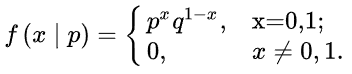 f(x | p) = { p^x q^{1−x}, x=0,1;
0, x ≠ 0, 1.